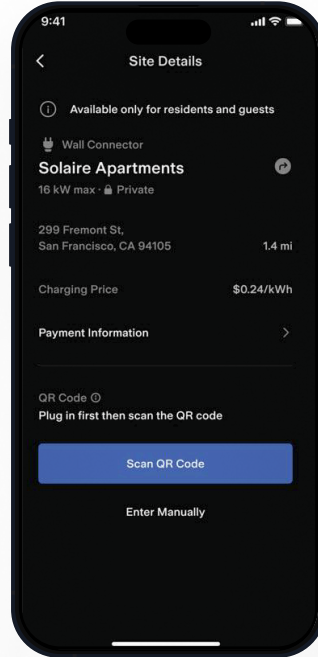 9:41
Site Details
Available only for residents and guests
Wall Connector
Solaire Apartments
16 kW max · Private
299 Fremont St,
San Francisco, CA 94105
1.4 mi
Charging Price
$0.24/kWh
Payment Information
QR Code
Plug in first then scan the QR code
Scan QR Code
Enter Manually